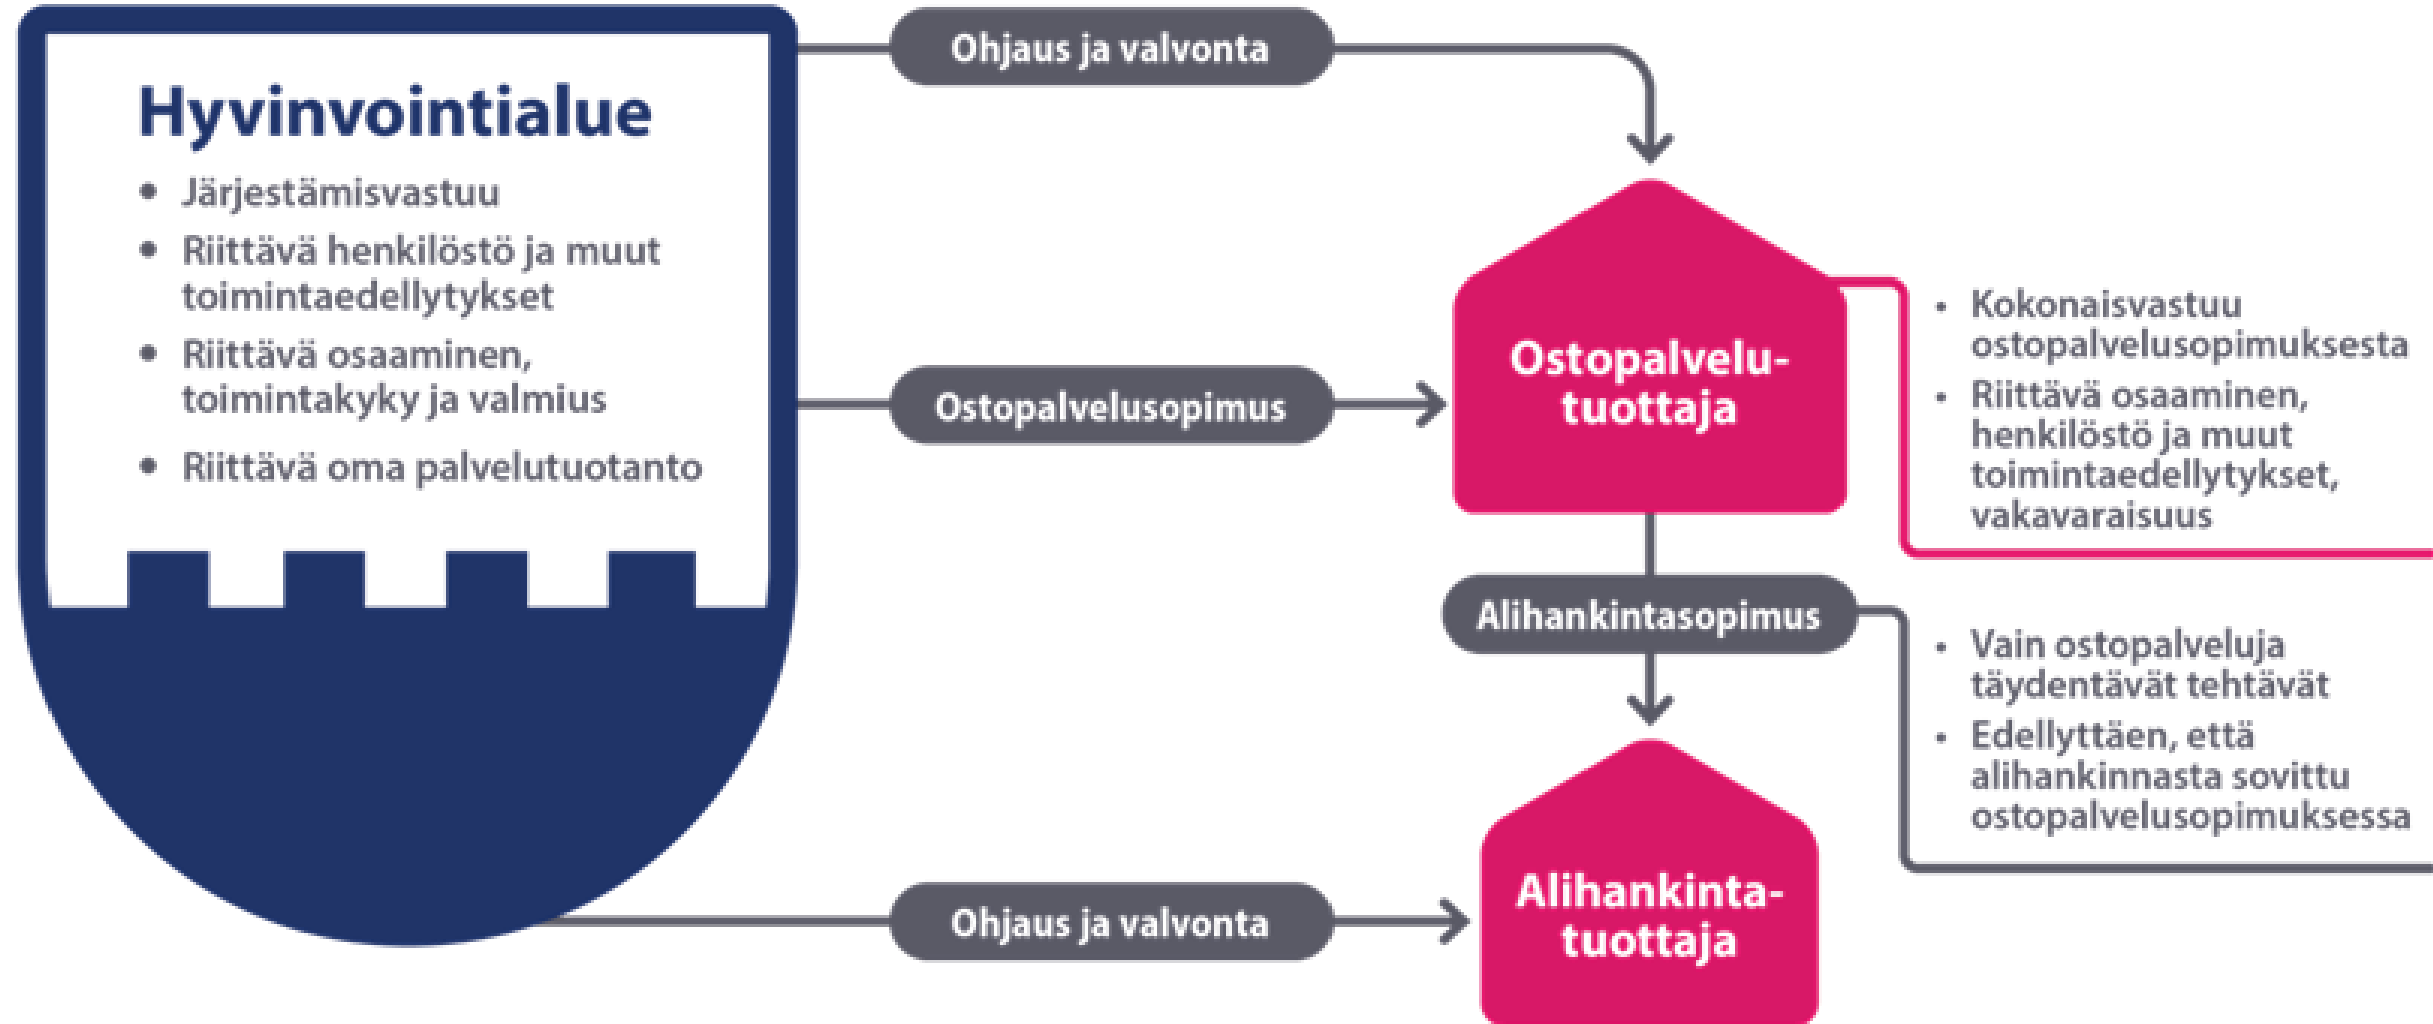 Hyvinvointialue
• Järjestämisvastuu
• Riittävä henkilöstö ja muut
toimintaedellytykset
• Riittävä osaaminen,
toimintakyky ja valmius
• Riittävä oma palvelutuotanto
Ohjaus ja valvonta
Ostopalvelusopimus
Ostopalvelu-
tuottaja
• Kokonaisvastuu
ostopalvelusopimuksesta
• Riittävä osaaminen,
henkilöstö ja muut
toimintaedellytykset,
vakavaraisuus
Alihankintasopimus
• Vain ostopalveluja
täydentävät tehtävät
• Edellyttäen, että
alihankinnasta sovittu
ostopalvelusopimuksessa
Ohjaus ja valvonta
Alihankinta-
tuottaja